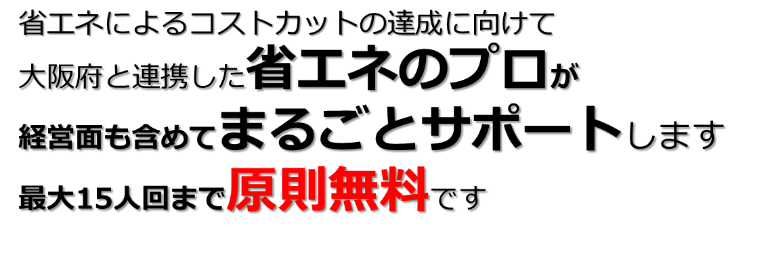 省エネによるコストカットの達成に向けて
大阪府と連携した省エネのプロが
経営面も含めてまるごとサポートします
最大15人回まで原則無料です